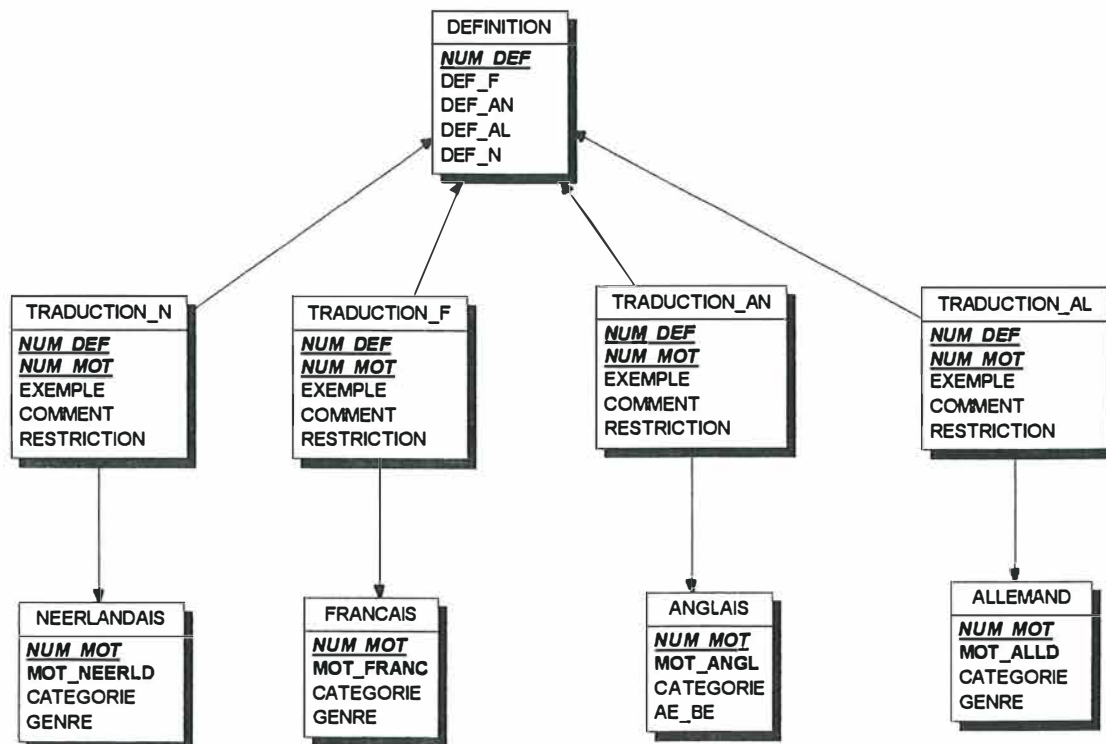 DEFINITION
NUM_DEF
DEF_F
DEF_AN
DEF_AL
DEF_N
TRADUCTION_N
NUM_DEF
NUM_MOT
EXEMPLE
COMMENT
RESTRICTION
TRADUCTION_F
NUM_DEF
NUM_MOT
EXEMPLE
COMMENT
RESTRICTION
TRADUCTION_AN
NUM_DEF
NUM_MOT
EXEMPLE
COMMENT
RESTRICTION
TRADUCTION_AL
NUM_DEF
NUM_MOT
EXEMPLE
COMMENT
RESTRICTION
NEERLANDAIS
NUM_MOT
MOT_NEERLD
CATEGORIE
GENRE
FRANCAIS
NUM_MOT
MOT_FRANC
CATEGORIE
GENRE
ANGLAIS
NUM_MOT
MOT_ANGL
CATEGORIE
AE_BE
ALLEMAND
NUM_MOT
MOT_ALLD
CATEGORIE
GENRE